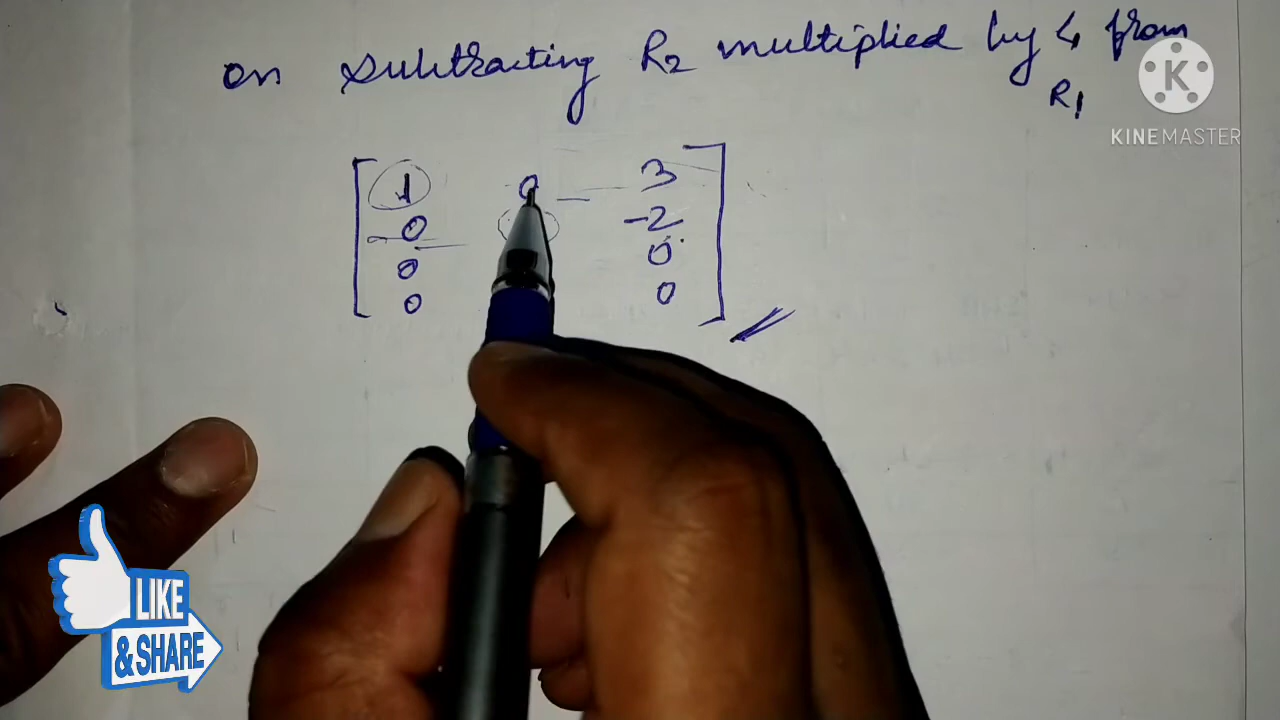 on subtracting R2 multiplied by 4 from
R1
K
KINEMASTER
1 0 3
0 -2
0 0
0 0
LIKE
& SHARE